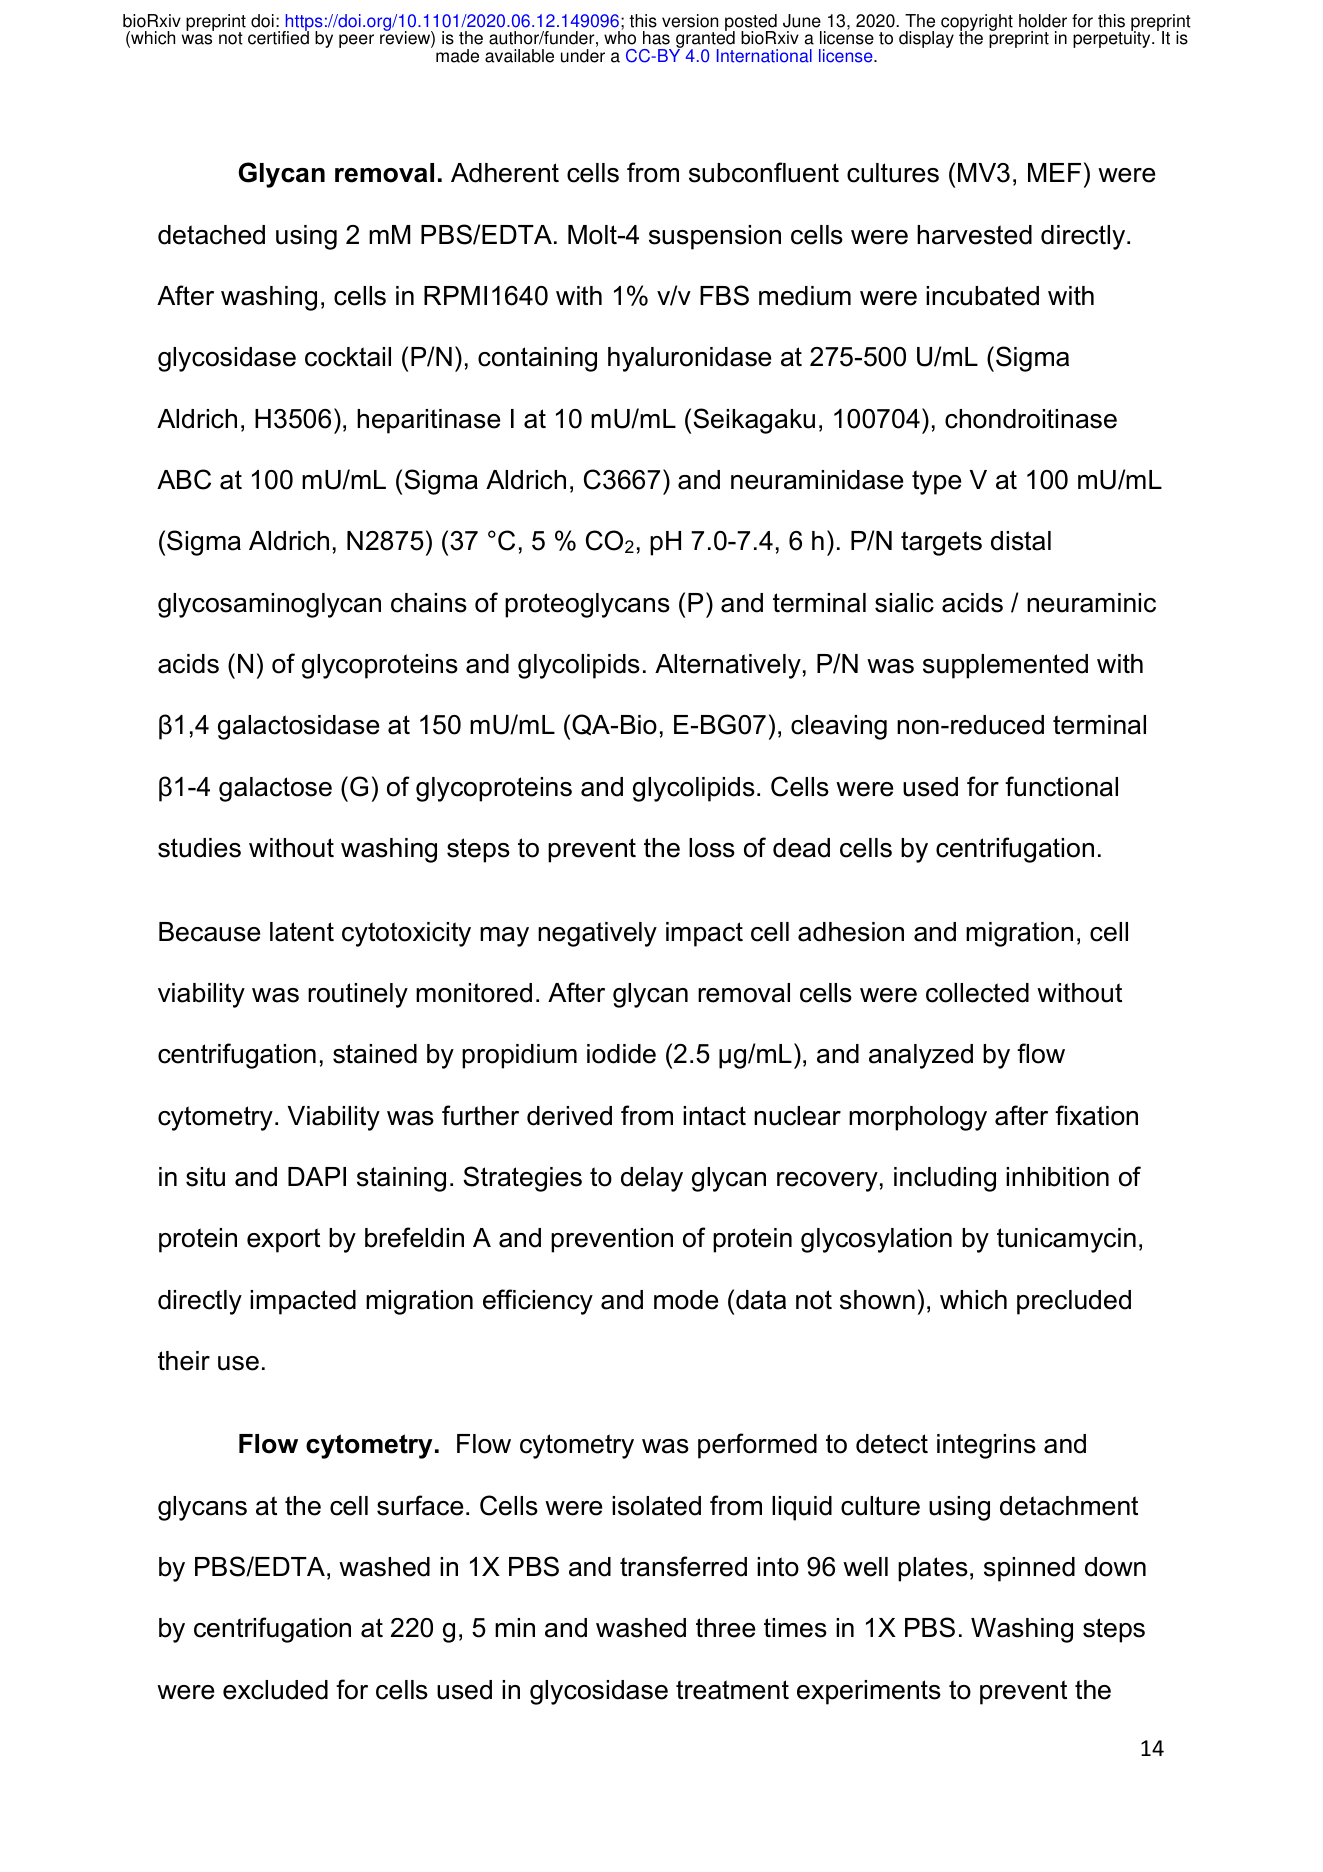 bioRxiv preprint doi: https://doi.org/10.1101/2020.06.12.149096; this version posted June 13, 2020. The copyright holder for this preprint
(which was not certified by peer review) is the author/funder, who has granted bioRxiv a license to display the preprint in perpetuity. It is
made available under a CC-BY 4.0 International license.
Glycan removal. Adherent cells from subconfluent cultures (MV3, MEF) were
detached using 2 mM PBS/EDTA. Molt-4 suspension cells were harvested directly.
After washing, cells in RPMI1640 with 1% v/v FBS medium were incubated with
glycosidase cocktail (P/N), containing hyaluronidase at 275-500 U/mL (Sigma
Aldrich, H3506), heparitinase I at 10 mU/mL (Seikagaku, 100704), chondroitinase
ABC at 100 mU/mL (Sigma Aldrich, C3667) and neuraminidase type V at 100 mU/mL
(Sigma Aldrich, N2875) (37 °C, 5 % CO₂, pH 7.0-7.4, 6 h). P/N targets distal
glycosaminoglycan chains of proteoglycans (P) and terminal sialic acids / neuraminic
acids (N) of glycoproteins and glycolipids. Alternatively, P/N was supplemented with
β1,4 galactosidase at 150 mU/mL (QA-Bio, E-BG07), cleaving non-reduced terminal
β1-4 galactose (G) of glycoproteins and glycolipids. Cells were used for functional
studies without washing steps to prevent the loss of dead cells by centrifugation.
Because latent cytotoxicity may negatively impact cell adhesion and migration, cell
viability was routinely monitored. After glycan removal cells were collected without
centrifugation, stained by propidium iodide (2.5 µg/mL), and analyzed by flow
cytometry. Viability was further derived from intact nuclear morphology after fixation
in situ and DAPI staining. Strategies to delay glycan recovery, including inhibition of
protein export by brefeldin A and prevention of protein glycosylation by tunicamycin,
directly impacted migration efficiency and mode (data not shown), which precluded
their use.
Flow cytometry. Flow cytometry was performed to detect integrins and
glycans at the cell surface. Cells were isolated from liquid culture using detachment
by PBS/EDTA, washed in 1X PBS and transferred into 96 well plates, spinned down
by centrifugation at 220 g, 5 min and washed three times in 1X PBS. Washing steps
were excluded for cells used in glycosidase treatment experiments to prevent the
14